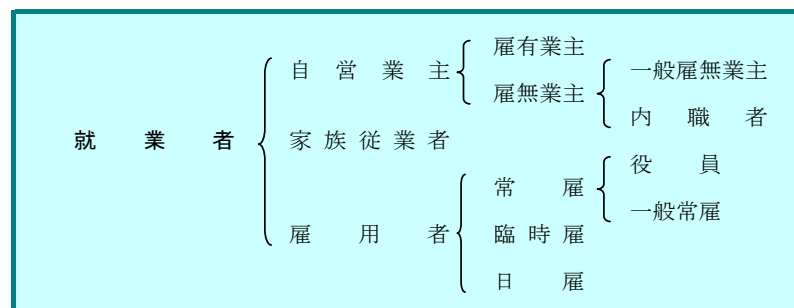 雇有業主
自営業主
一般雇無業主
雇無業主
内職者
就業者
家族従業者
役員
常雇
一般常雇
雇用者
臨時雇
日雇